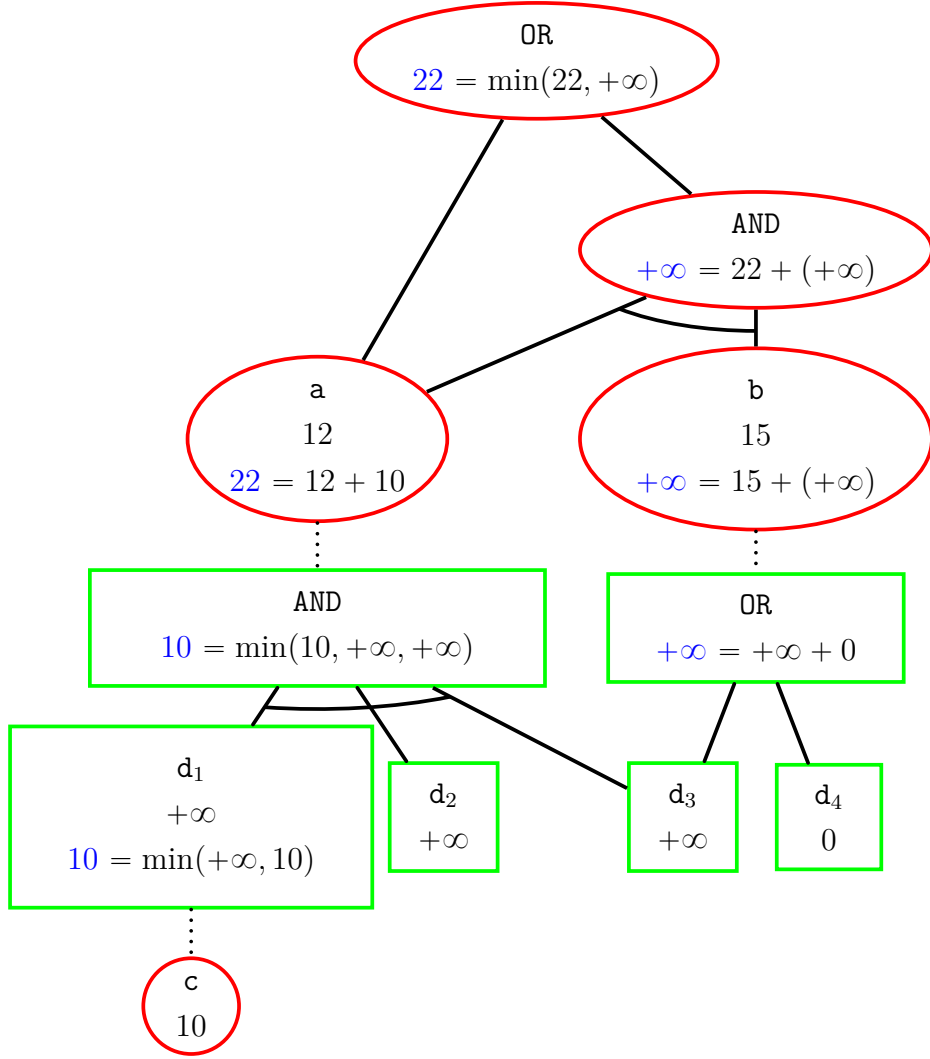 OR
22 = min(22, +∞)
AND
+∞ = 22 + (+∞)
a
12
22 = 12 + 10
b
15
+∞ = 15 + (+∞)
AND
10 = min(10, +∞, +∞)
OR
+∞ = +∞ + 0
d₁
+∞
10 = min(+∞, 10)
d₂
+∞
d₃
+∞
d₄
0
c
10